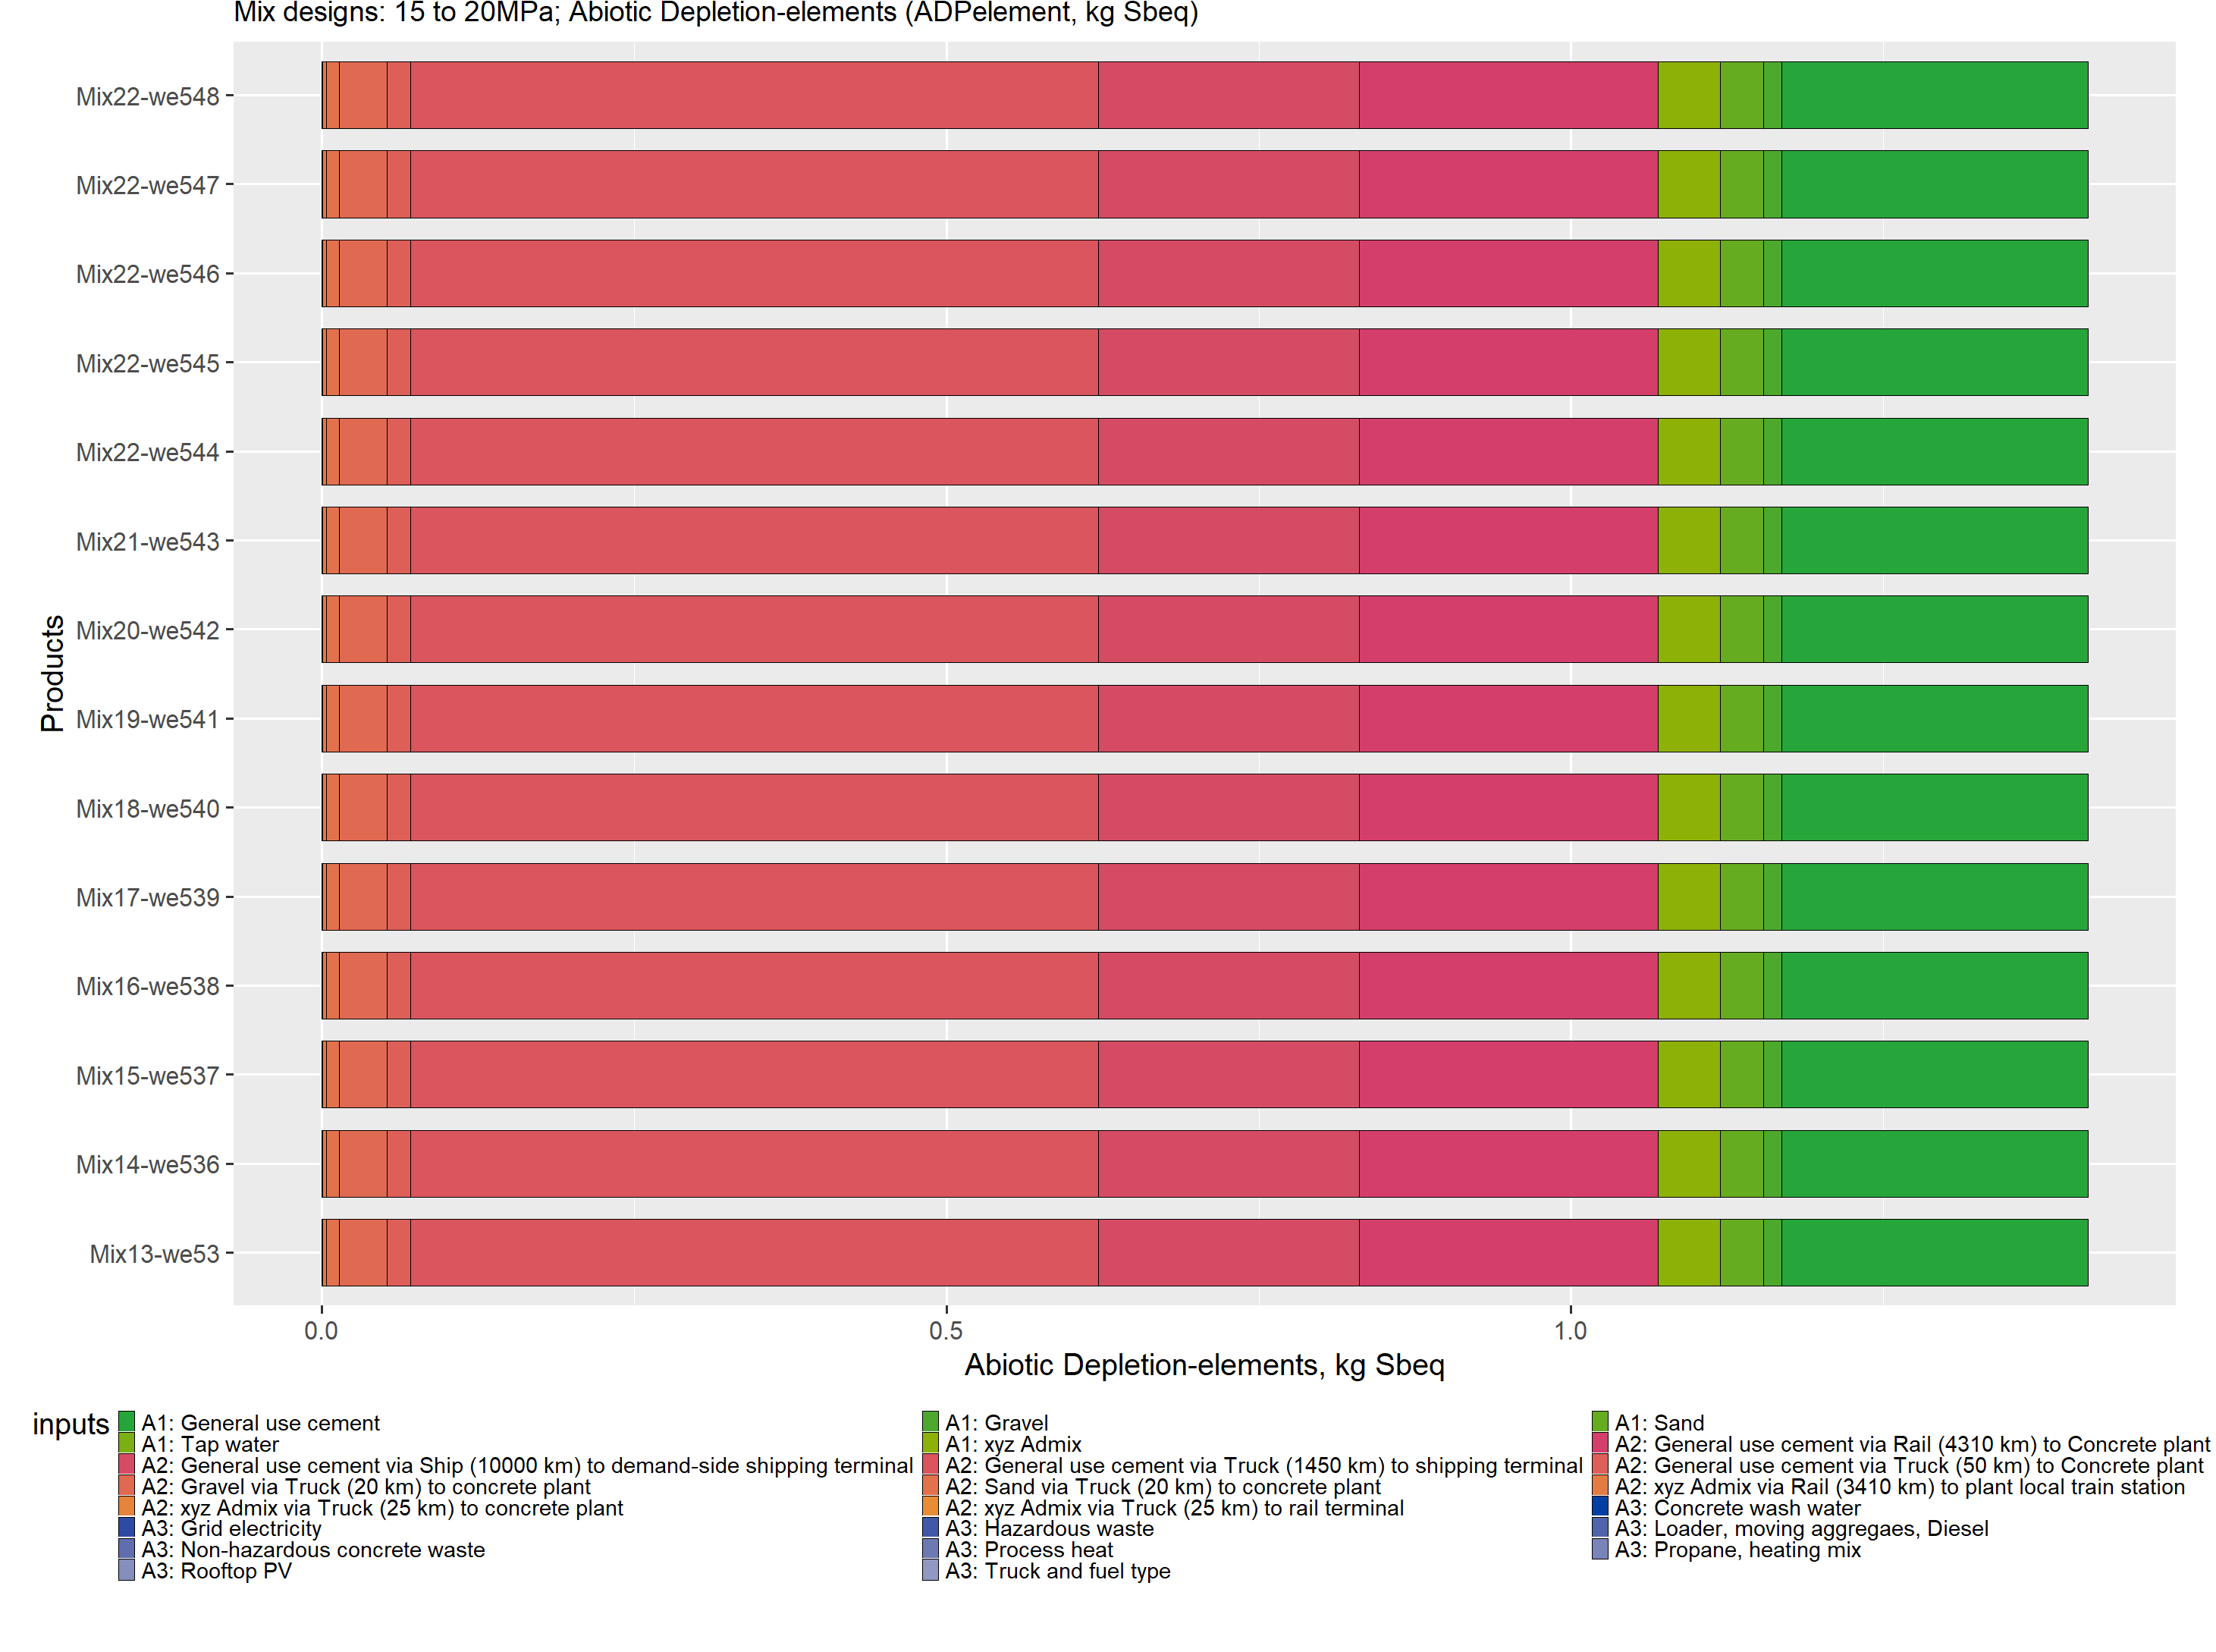 Mix designs: 15 to 20MPa; Abiotic Depletion-elements (ADPelement, kg Sbeq)
Products
Mix22-we548
Mix22-we547
Mix22-we546
Mix22-we545
Mix22-we544
Mix21-we543
Mix20-we542
Mix19-we541
Mix18-we540
Mix17-we539
Mix16-we538
Mix15-we537
Mix14-we536
Mix13-we53
0.0 0.5 1.0
Abiotic Depletion-elements, kg Sbeq
inputs
A1: General use cement A1: Gravel A1: Sand
A1: Tap water A1: xyz Admix A2: General use cement via Rail (4310 km) to Concrete plant
A2: General use cement via Ship (10000 km) to demand-side shipping terminal A2: General use cement via Truck (1450 km) to shipping terminal A2: General use cement via Truck (50 km) to Concrete plant
A2: Gravel via Truck (20 km) to concrete plant A2: Sand via Truck (20 km) to concrete plant A2: xyz Admix via Rail (3410 km) to plant local train station
A2: xyz Admix via Truck (25 km) to concrete plant A2: xyz Admix via Truck (25 km) to rail terminal A3: Concrete wash water
A3: Grid electricity A3: Hazardous waste A3: Loader, moving aggregaes, Diesel
A3: Non-hazardous concrete waste A3: Process heat A3: Propane, heating mix
A3: Rooftop PV A3: Truck and fuel type